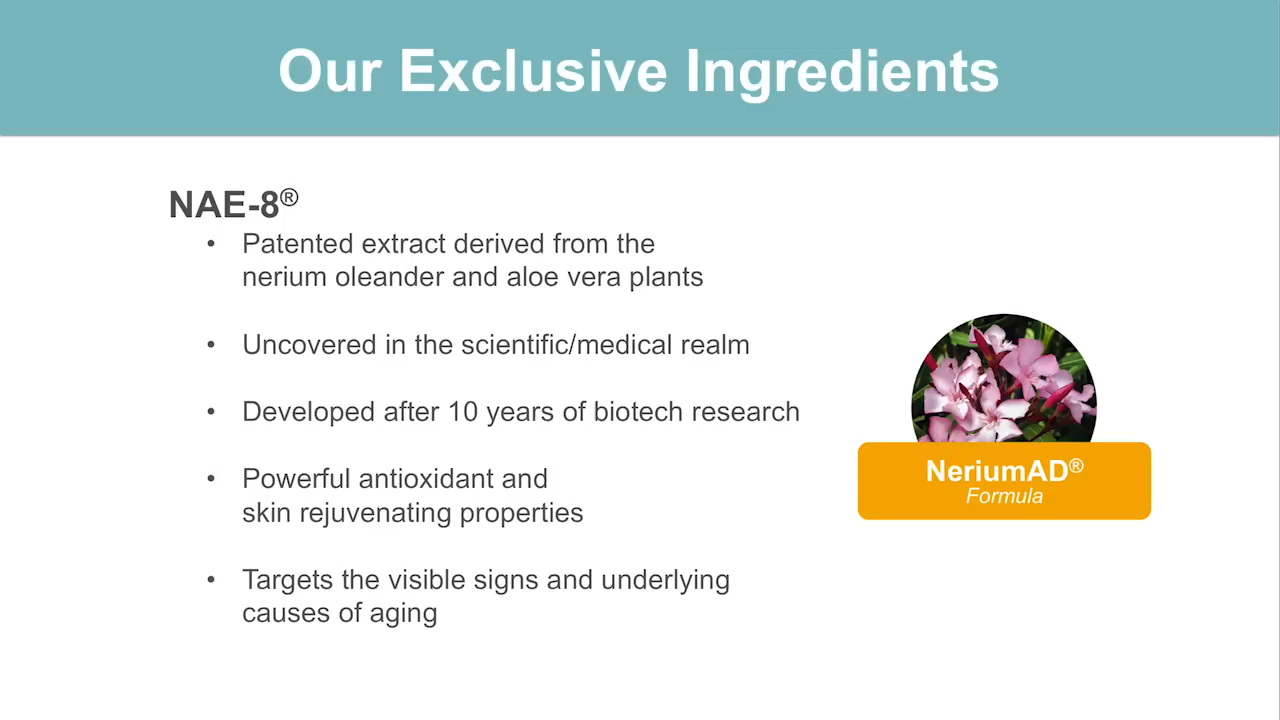 Our Exclusive Ingredients
NAE-8®
• Patented extract derived from the
nerium oleander and aloe vera plants
• Uncovered in the scientific/medical realm
• Developed after 10 years of biotech research
• Powerful antioxidant and
skin rejuvenating properties
• Targets the visible signs and underlying
causes of aging
NeriumAD®
Formula